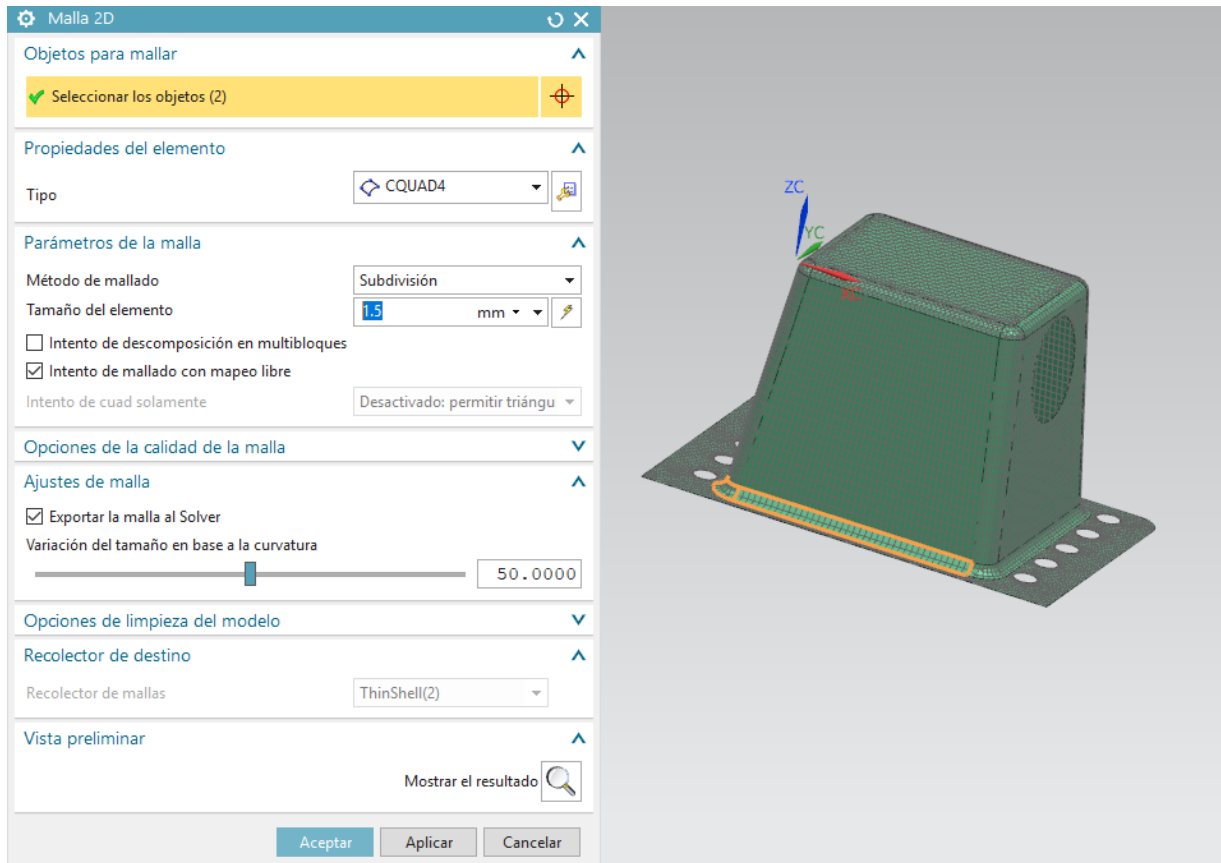 Malla 2D
Objetos para mallar
Seleccionar los objetos (2)
Propiedades del elemento
Tipo CQUAD4
Parámetros de la malla
Método de mallado Subdivisión
Tamaño del elemento 1.5 mm
Intento de descomposición en multibloques
Intento de mallado con mapeo libre
Intento de cuad solamente Desactivado: permitir triángu
Opciones de la calidad de la malla
Ajustes de malla
Exportar la malla al Solver
Variación del tamaño en base a la curvatura
50.0000
Opciones de limpieza del modelo
Recolector de destino
Recolector de mallas ThinShell(2)
Vista preliminar
Mostrar el resultado
Aceptar Aplicar Cancelar
ZC
YC
XC